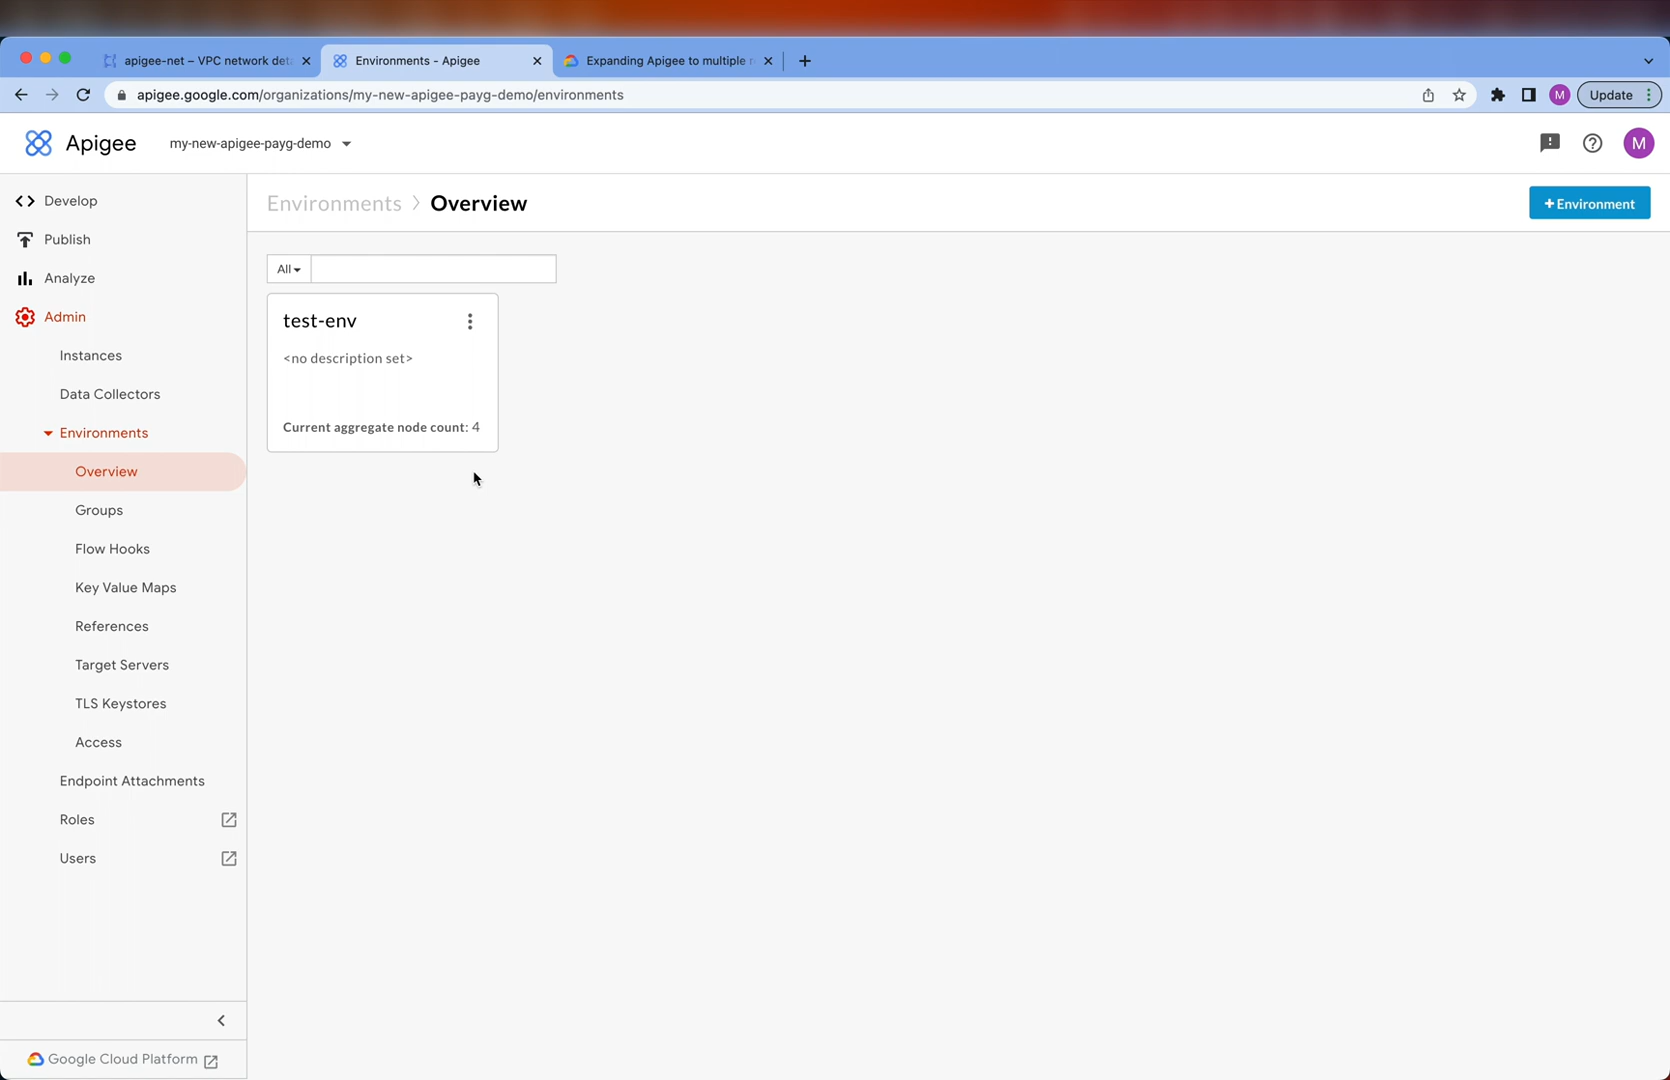 apigee-net – VPC network det
Environments - Apigee
Expanding Apigee to multiple r
apigee.google.com/organizations/my-new-apigee-payg-demo/environments
M
Update
Apigee
my-new-apigee-payg-demo
M
Develop
Publish
Analyze
Admin
Instances
Data Collectors
Environments
Overview
Groups
Flow Hooks
Key Value Maps
References
Target Servers
TLS Keystores
Access
Endpoint Attachments
Roles
Users
Google Cloud Platform
Environments > Overview
+ Environment
All
test-env
<no description set>
Current aggregate node count: 4